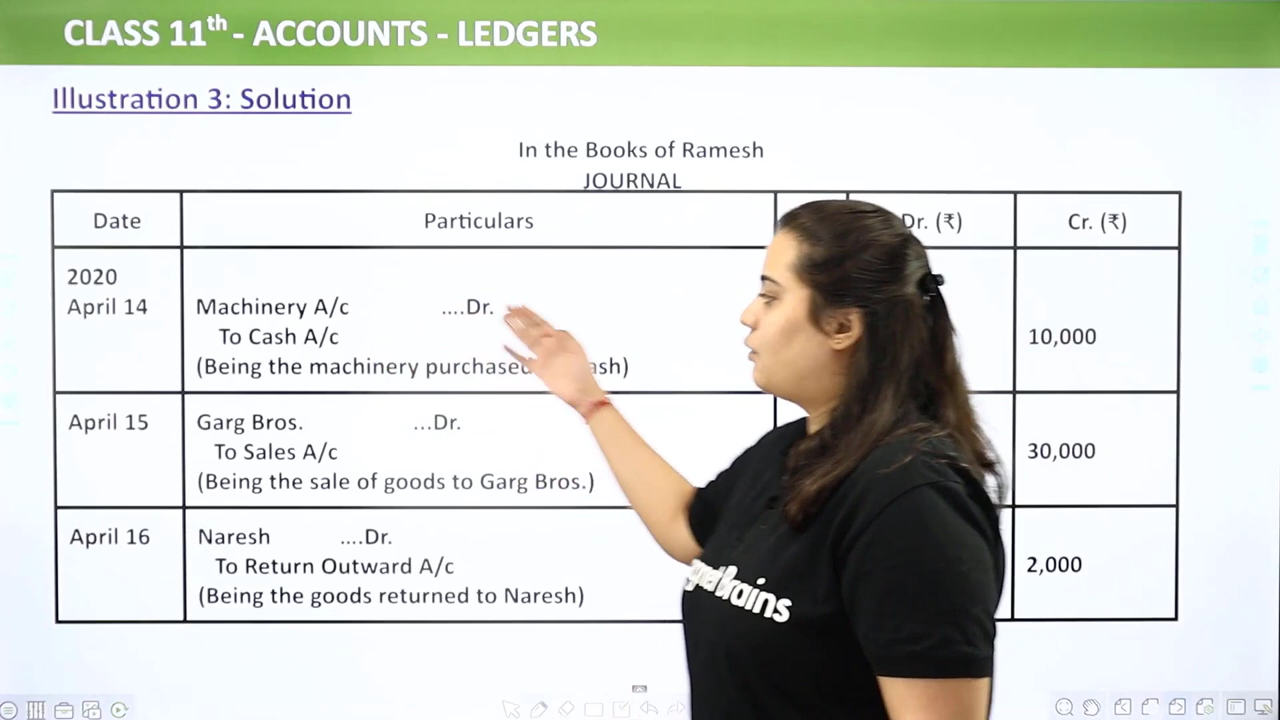 CLASS 11th - ACCOUNTS - LEDGERS
Illustration 3: Solution
In the Books of Ramesh
JOURNAL
Date Particulars Dr. (₹) Cr. (₹)
2020
April 14 Machinery A/c ....Dr.
To Cash A/c 10,000
(Being the machinery purchased
April 15 Garg Bros. ...Dr.
To Sales A/c 30,000
(Being the sale of goods to Garg Bros.)
April 16 Naresh ....Dr.
To Return Outward A/c 2,000
(Being the goods returned to Naresh)
Brains